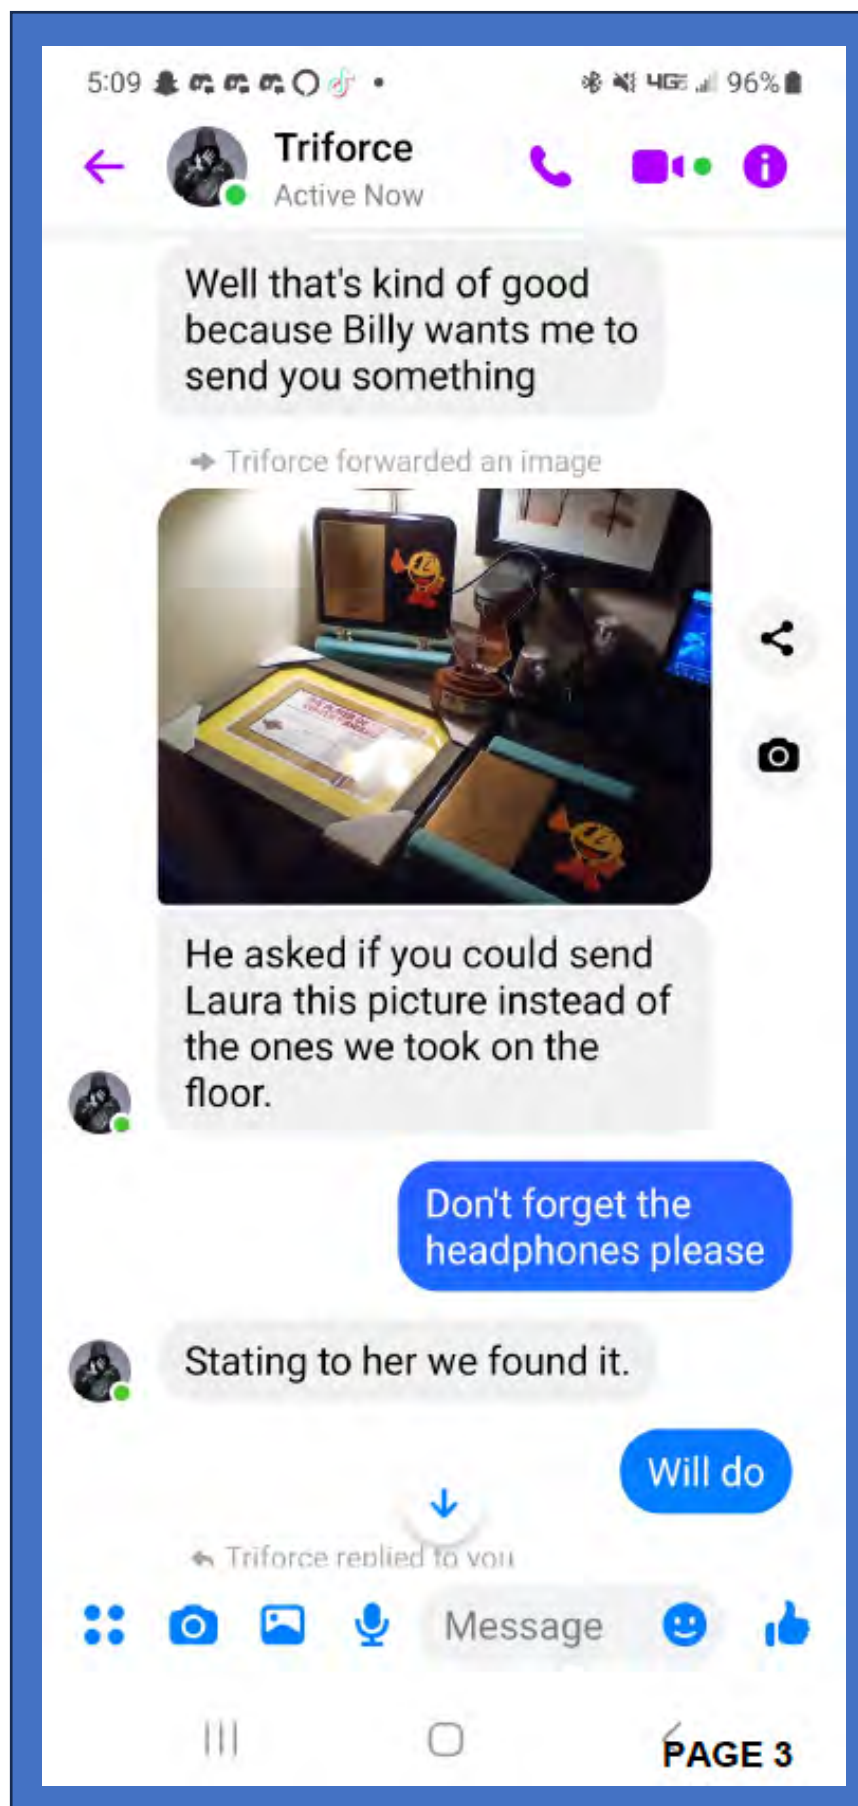 5:09
4GE 96%
Triforce
Active Now
Well that's kind of good
because Billy wants me to
send you something
Triforce forwarded an image
He asked if you could send
Laura this picture instead of
the ones we took on the
floor.
Don't forget the
headphones please
Stating to her we found it.
Will do
Triforce replied to you
Message
PAGE 3